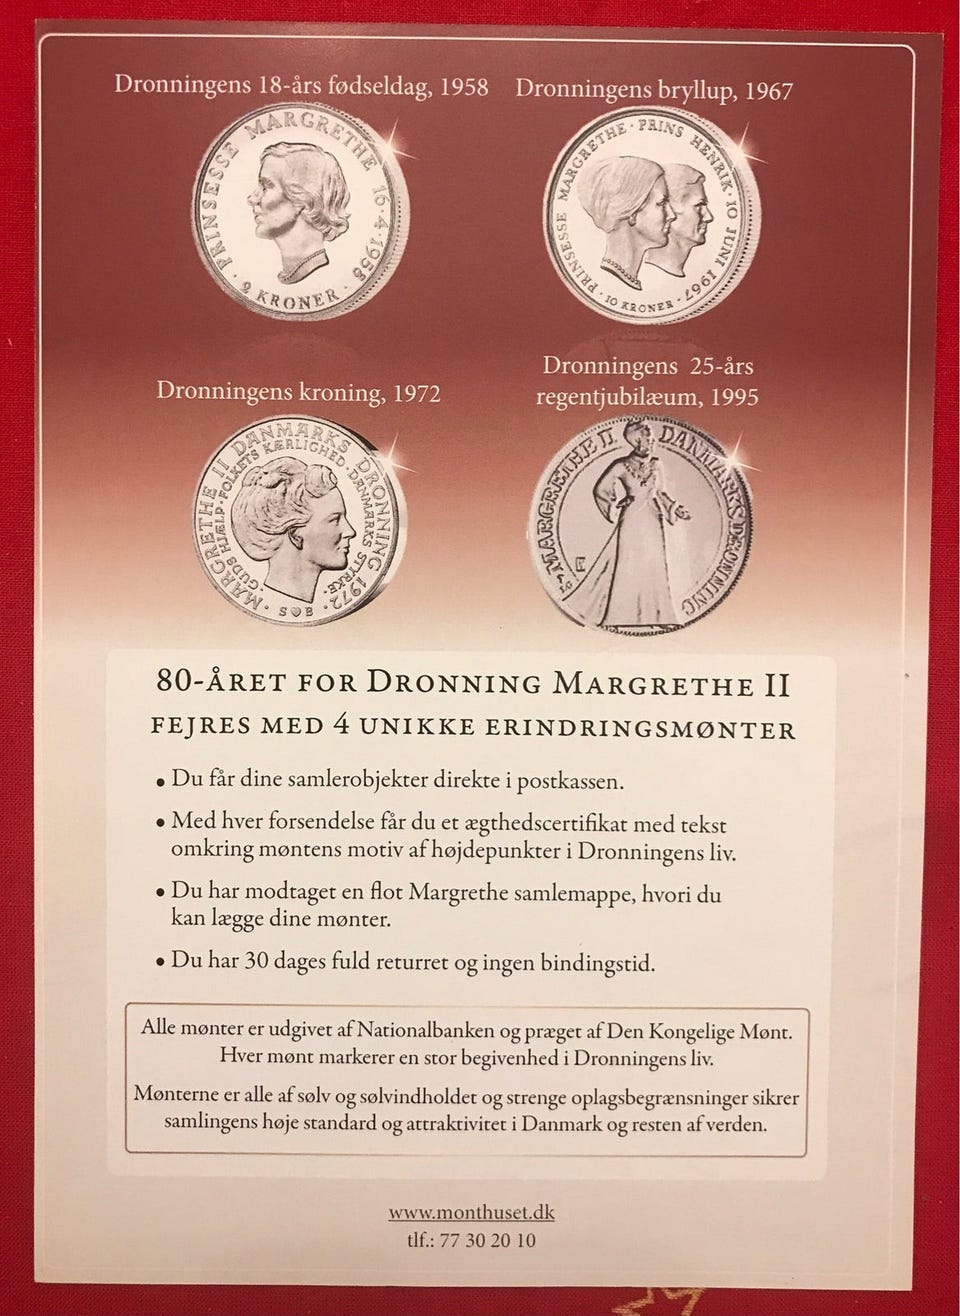 Dronningens 18-års fødseldag, 1958
PRINSESSE MARGRETHE 16·4·1958
· 2 KRONER ·
Dronningens bryllup, 1967
PRINSESSE MARGRETHE · PRINS HENRIK · 10 JUNI 1967 ·
10 KRONER ·
Dronningens kroning, 1972
MARGRETHE II DANMARKS DRONNING 1972
· GUDS HJÆLP · FOLKETS KÆRLIGHED · DANMARKS STYRKE ·
· S ♥ B ·
Dronningens 25-års
regentjubilæum, 1995
MARGRETHE II DANMARKS DRONNING
80-ÅRET FOR DRONNING MARGRETHE II
FEJRES MED 4 UNIKKE ERINDRINGSMØNTER
• Du får dine samlerobjekter direkte i postkassen.
• Med hver forsendelse får du et ægthedscertifikat med tekst
omkring møntens motiv af højdepunkter i Dronningens liv.
• Du har modtaget en flot Margrethe samlemappe, hvori du
kan lægge dine mønter.
• Du har 30 dages fuld returret og ingen bindingstid.
Alle mønter er udgivet af Nationalbanken og præget af Den Kongelige Mønt.
Hver mønt markerer en stor begivenhed i Dronningens liv.
Mønterne er alle af sølv og sølvindholdet og strenge oplagsbegrænsninger sikrer
samlingens høje standard og attraktivitet i Danmark og resten af verden.
www.monthuset.dk
tlf.: 77 30 20 10